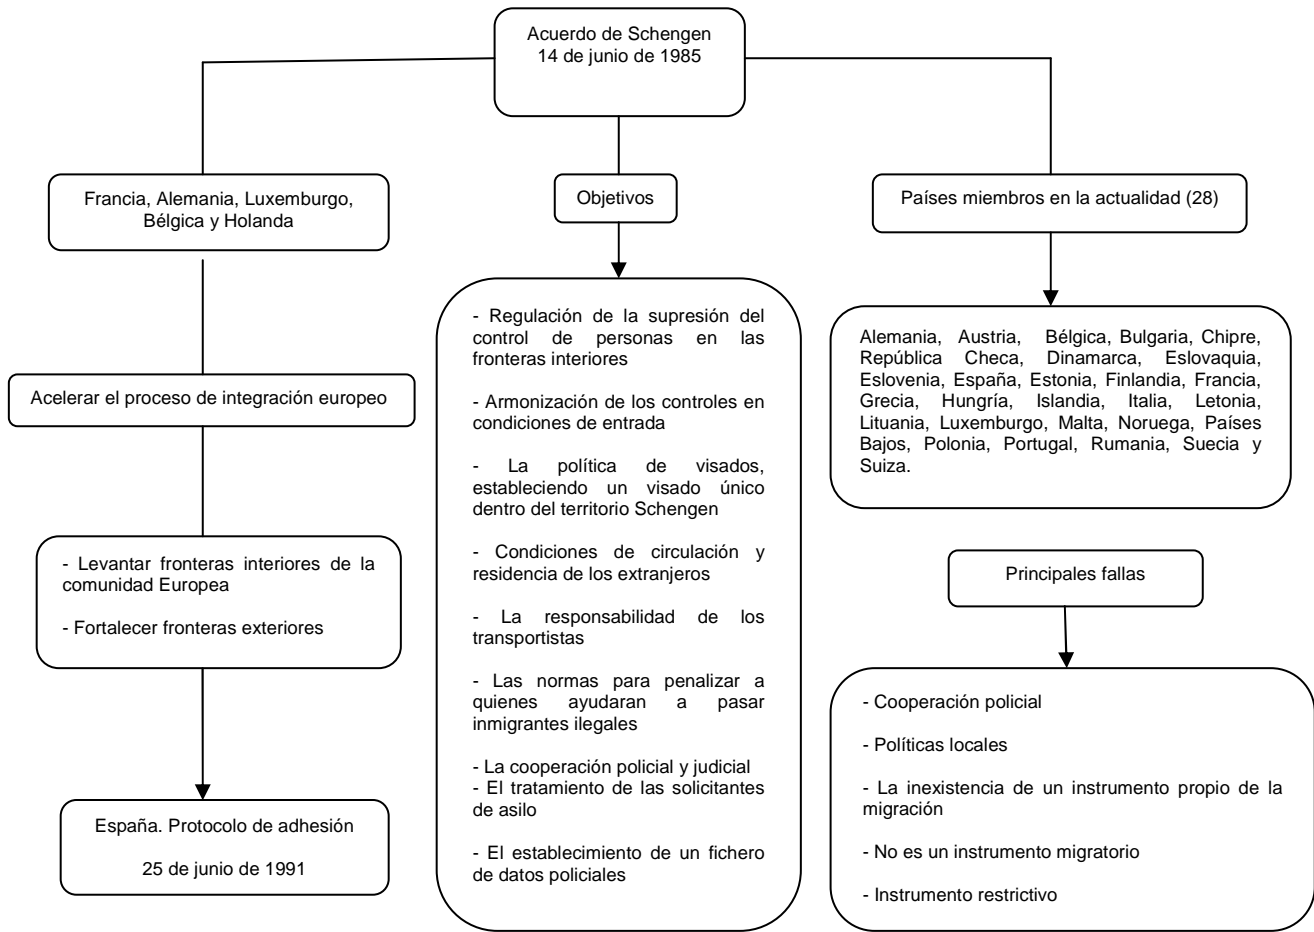 Acuerdo de Schengen
14 de junio de 1985
Francia, Alemania, Luxemburgo,
Bélgica y Holanda
Acelerar el proceso de integración europeo
- Levantar fronteras interiores de la
comunidad Europea
- Fortalecer fronteras exteriores
España. Protocolo de adhesión
25 de junio de 1991
Objetivos
- Regulación de la supresión del
control de personas en las
fronteras interiores
- Armonización de los controles en
condiciones de entrada
- La política de visados,
estableciendo un visado único
dentro del territorio Schengen
- Condiciones de circulación y
residencia de los extranjeros
- La responsabilidad de los
transportistas
- Las normas para penalizar a
quienes ayudaran a pasar
inmigrantes ilegales
- La cooperación policial y judicial
- El tratamiento de las solicitantes
de asilo
- El establecimiento de un fichero
de datos policiales
Países miembros en la actualidad (28)
Alemania, Austria, Bélgica, Bulgaria, Chipre,
República Checa, Dinamarca, Eslovaquia,
Eslovenia, España, Estonia, Finlandia, Francia,
Grecia, Hungría, Islandia, Italia, Letonia,
Lituania, Luxemburgo, Malta, Noruega, Países
Bajos, Polonia, Portugal, Rumania, Suecia y
Suiza.
Principales fallas
- Cooperación policial
- Políticas locales
- La inexistencia de un instrumento propio de la
migración
- No es un instrumento migratorio
- Instrumento restrictivo